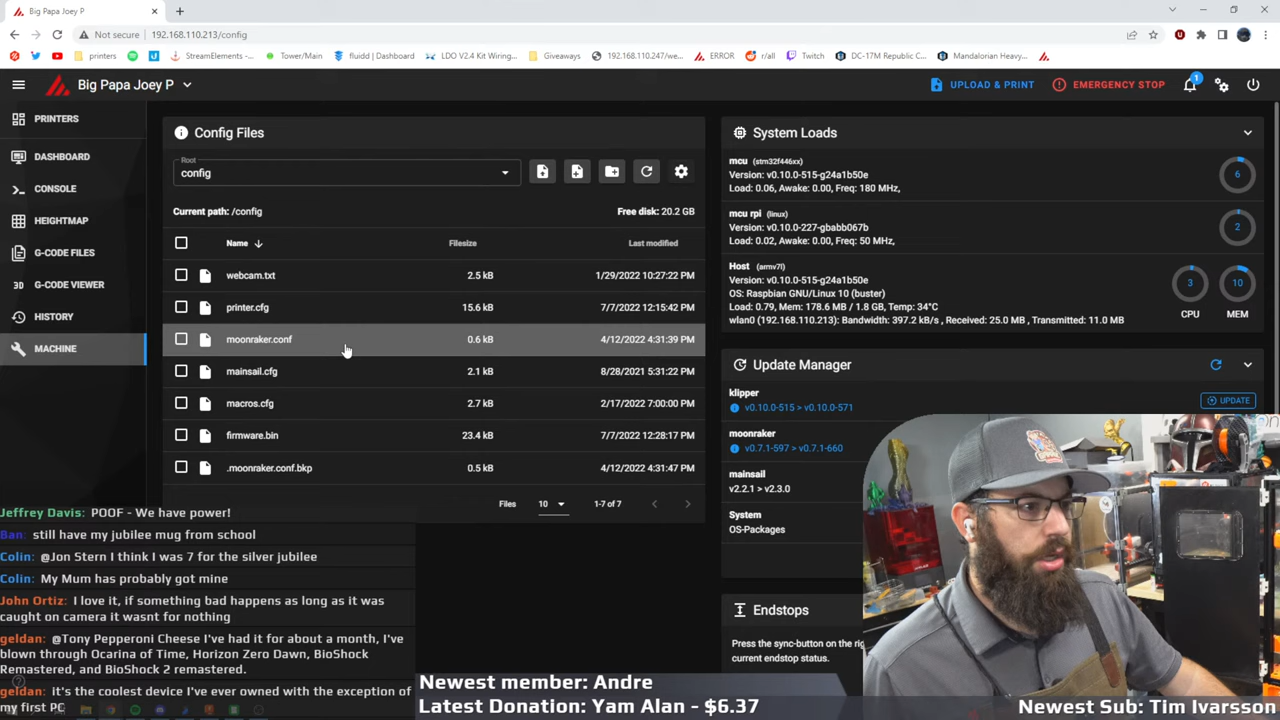 Big Papa Joey P
Not secure
192.168.110.213/config
printers
StreamElements
Tower/Main
fluidd | Dashboard
LDO V2.4 Kit Wiring...
Giveaways
192.168.110.247/we...
ERROR
r/all
Twitch
DC-17M Republic C...
Mandalorian Heavy...
Big Papa Joey P
UPLOAD & PRINT
EMERGENCY STOP
1
PRINTERS
DASHBOARD
CONSOLE
HEIGHTMAP
G-CODE FILES
3D G-CODE VIEWER
HISTORY
MACHINE
Config Files
Root
config
Current path: /config
Free disk: 20.2 GB
Name Filesize Last modified
webcam.txt 2.5 kB 1/29/2022 10:27:22 PM
printer.cfg 15.6 kB 7/7/2022 12:15:42 PM
moonraker.conf 0.6 kB 4/12/2022 4:31:39 PM
mainsail.cfg 2.1 kB 8/28/2021 5:31:22 PM
macros.cfg 2.7 kB 2/17/2022 7:00:00 PM
firmware.bin 23.4 kB 7/7/2022 12:28:17 PM
.moonraker.conf.bkp 0.5 kB 4/12/2022 4:31:47 PM
Files 10 1-7 of 7
System Loads
mcu (stm32f446xx)
Version: v0.10.0-515-g24a1b50e
Load: 0.06, Awake: 0.00, Freq: 180 MHz,
6
mcu rpi (linux)
Version: v0.10.0-227-gbabb067b
Load: 0.02, Awake: 0.00, Freq: 50 MHz,
2
Host (armv7l)
Version: v0.10.0-515-g24a1b50e
OS: Raspbian GNU/Linux 10 (buster)
Load: 0.79, Mem: 178.6 MB / 1.8 GB, Temp: 34°C
wlan0 (192.168.110.213): Bandwidth: 397.2 kB/s, Received: 25.0 MB, Transmitted: 11.0 MB
3
CPU
10
MEM
Update Manager
klipper
v0.10.0-515 > v0.10.0-571
UPDATE
moonraker
v0.7.1-597 > v0.7.1-660
mainsail
v2.2.1 > v2.3.0
System
OS-Packages
Endstops
Press the sync-button on the rig
current endstop status.
Jeffrey Davis: POOF - We have power!
Ban: still have my jubilee mug from school
Colin: @Jon Stern I think I was 7 for the silver jubilee
Colin: My Mum has probably got mine
John Ortiz: I love it, if something bad happens as long as it was
caught on camera it wasnt for nothing
geldan: @Tony Pepperoni Cheese I've had it for about a month, I've
blown through Ocarina of Time, Horizon Zero Dawn, BioShock
Remastered, and BioShock 2 remastered.
geldan: it's the coolest device I've ever owned with the exception of
my first PC
Newest member: Andre
Latest Donation: Yam Alan - $6.37
Newest Sub: Tim Ivarsson